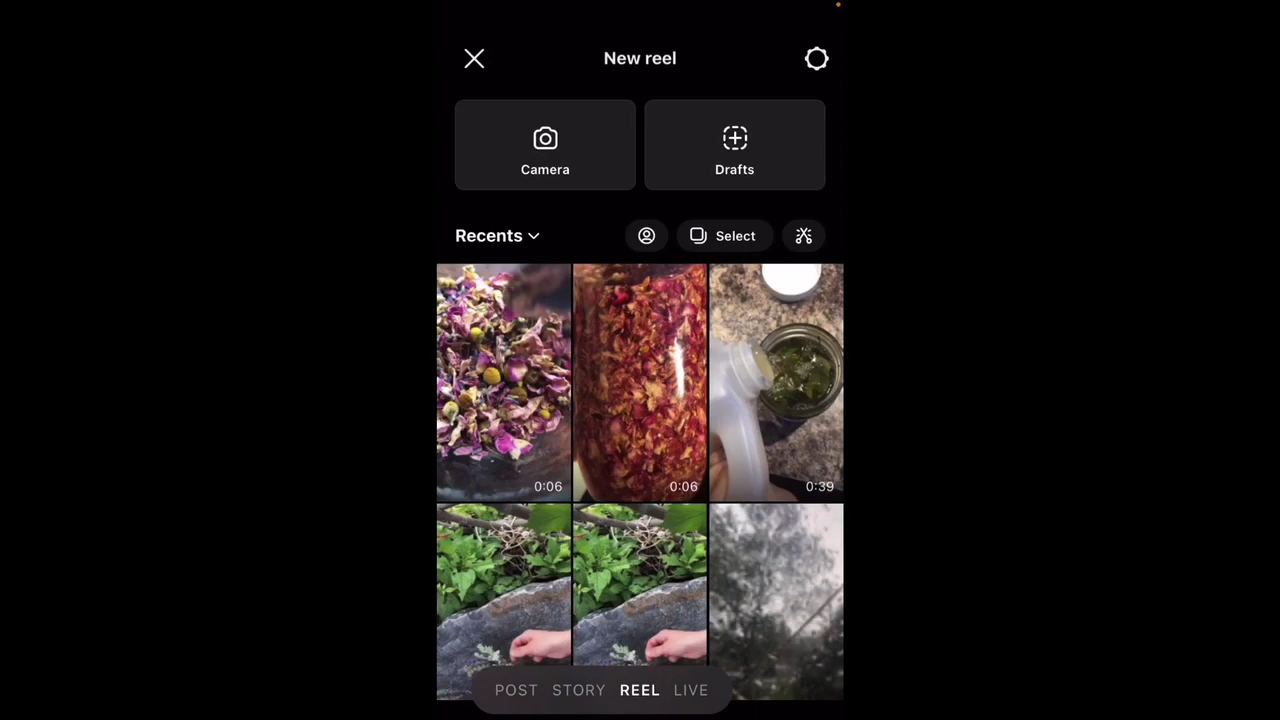 New reel
Camera
Drafts
Recents
Select
0:06
0:06
0:39
POST STORY REEL LIVE